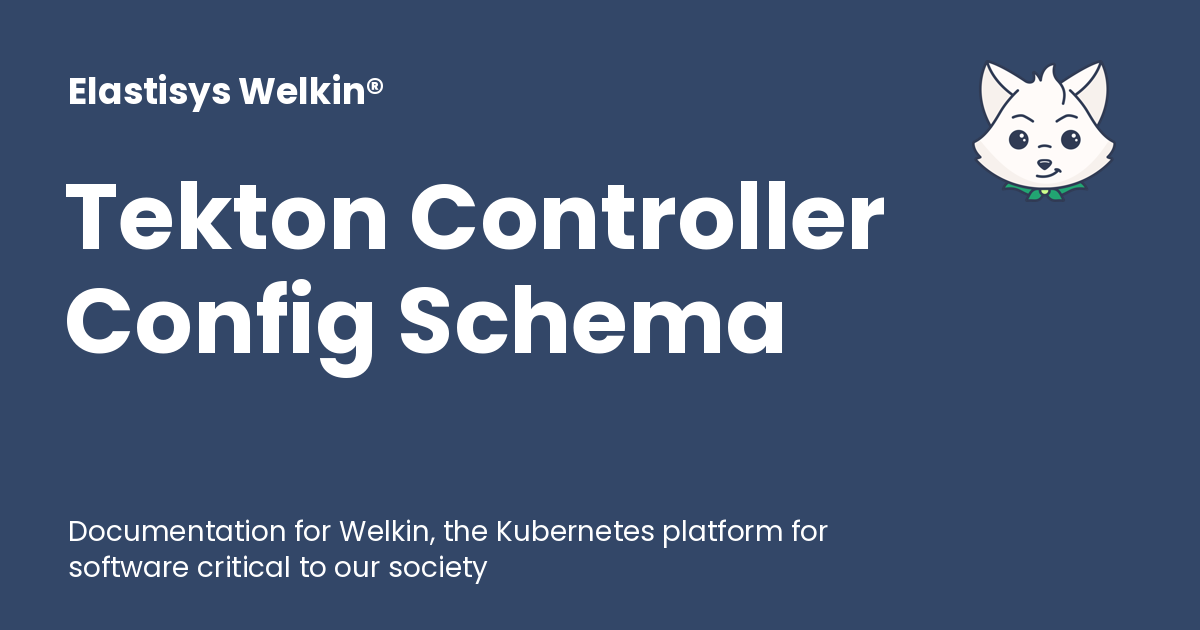 Elastisys Welkin®
Tekton Controller
Config Schema
Documentation for Welkin, the Kubernetes platform for
software critical to our society